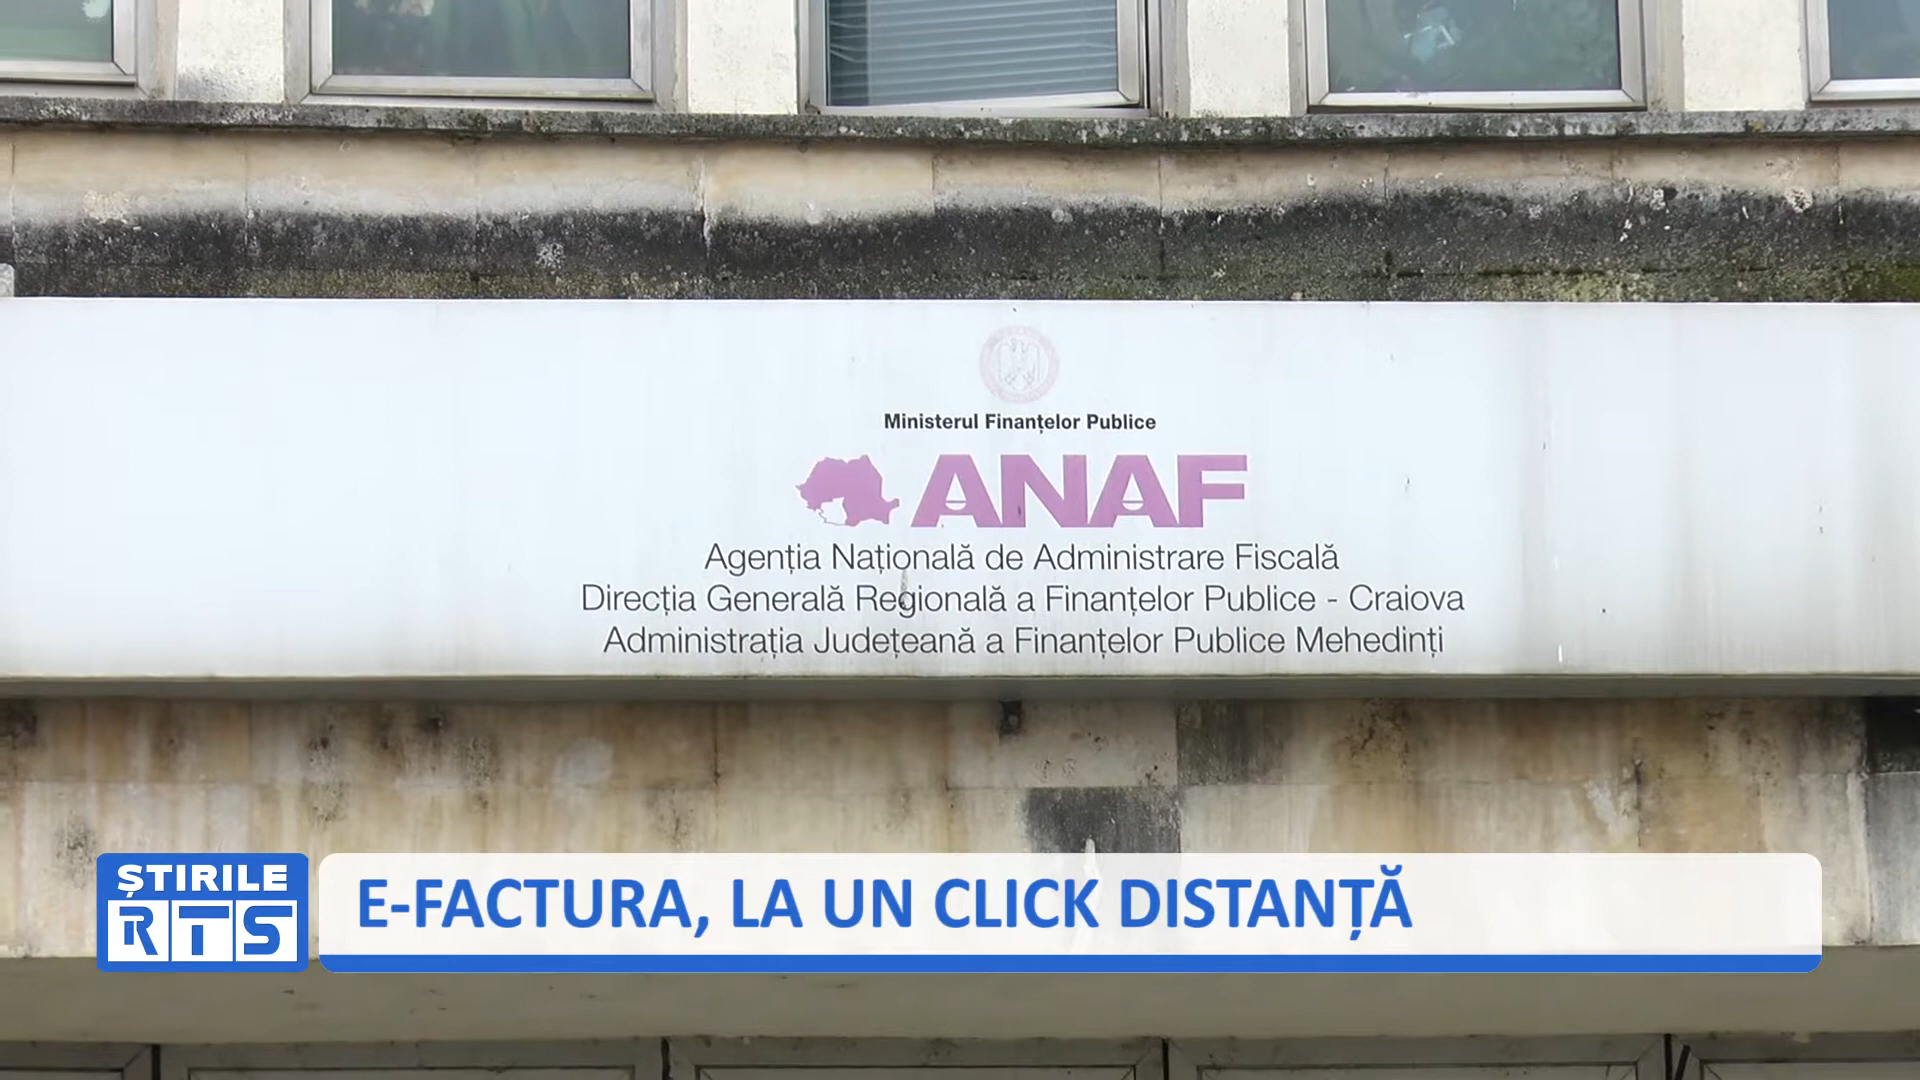 Ministerul Finanțelor Publice
ANAF
Agenția Națională de Administrare Fiscală
Direcția Generală Regională a Finanțelor Publice - Craiova
Administrația Județeană a Finanțelor Publice Mehedinți
ȘTIRILE
RTS
E-FACTURA, LA UN CLICK DISTANȚĂ